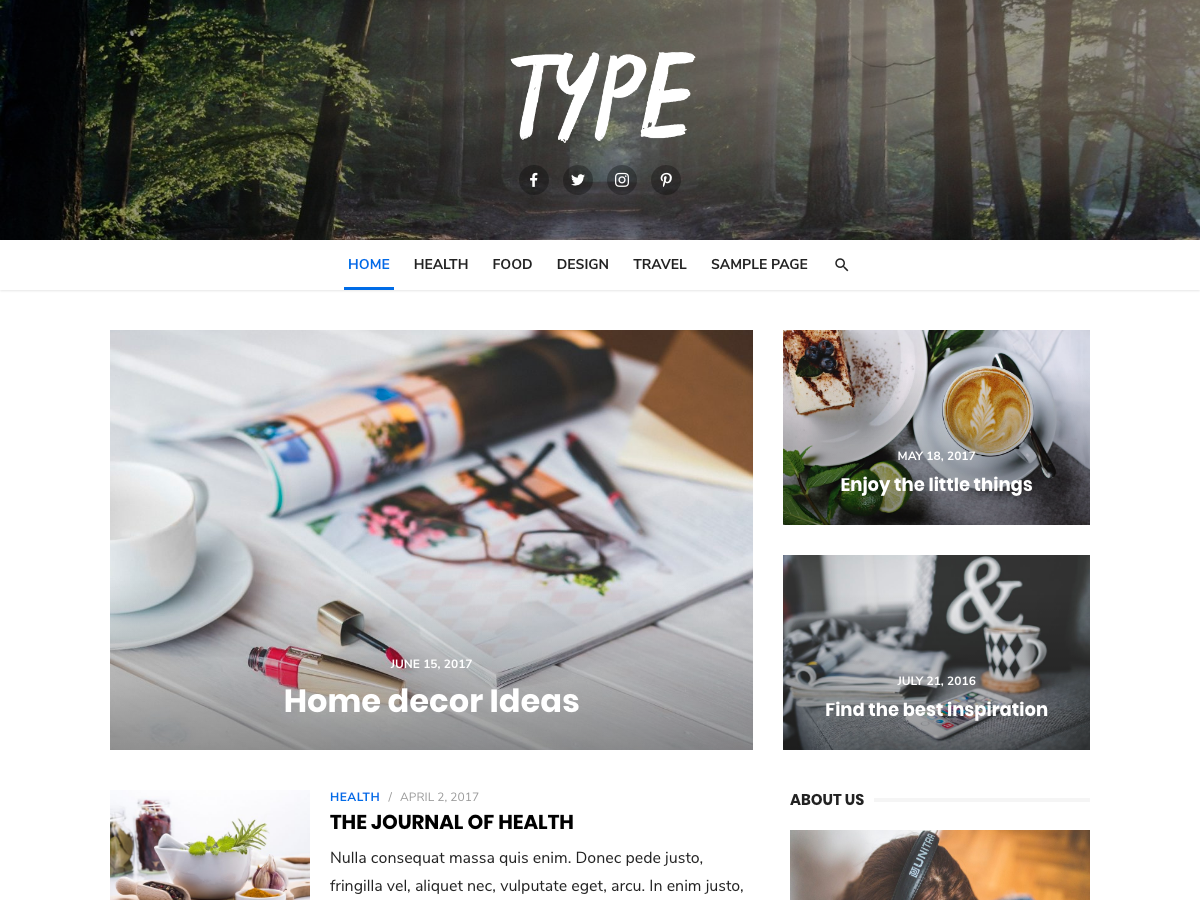 TYPE
HOME HEALTH FOOD DESIGN TRAVEL SAMPLE PAGE
JUNE 15, 2017
Home decor Ideas
MAY 18, 2017
Enjoy the little things
&
JULY 21, 2016
Find the best inspiration
HEALTH / APRIL 2, 2017
THE JOURNAL OF HEALTH
Nulla consequat massa quis enim. Donec pede justo,
fringilla vel, aliquet nec, vulputate eget, arcu. In enim justo,
ABOUT US
UNITRA